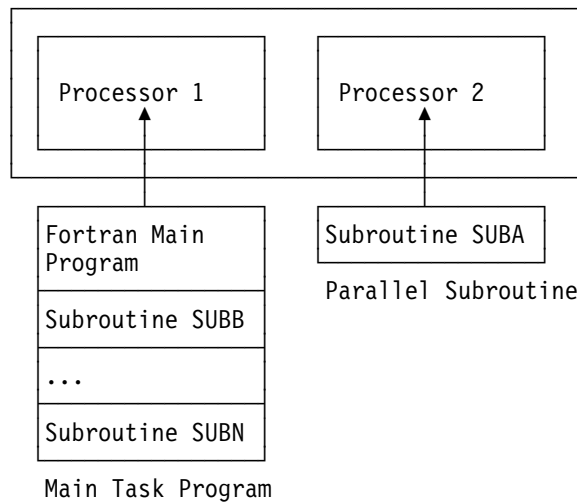 Processor 1
Processor 2
Fortran Main
Program
Subroutine SUBB
...
Subroutine SUBN
Main Task Program
Subroutine SUBA
Parallel Subroutine